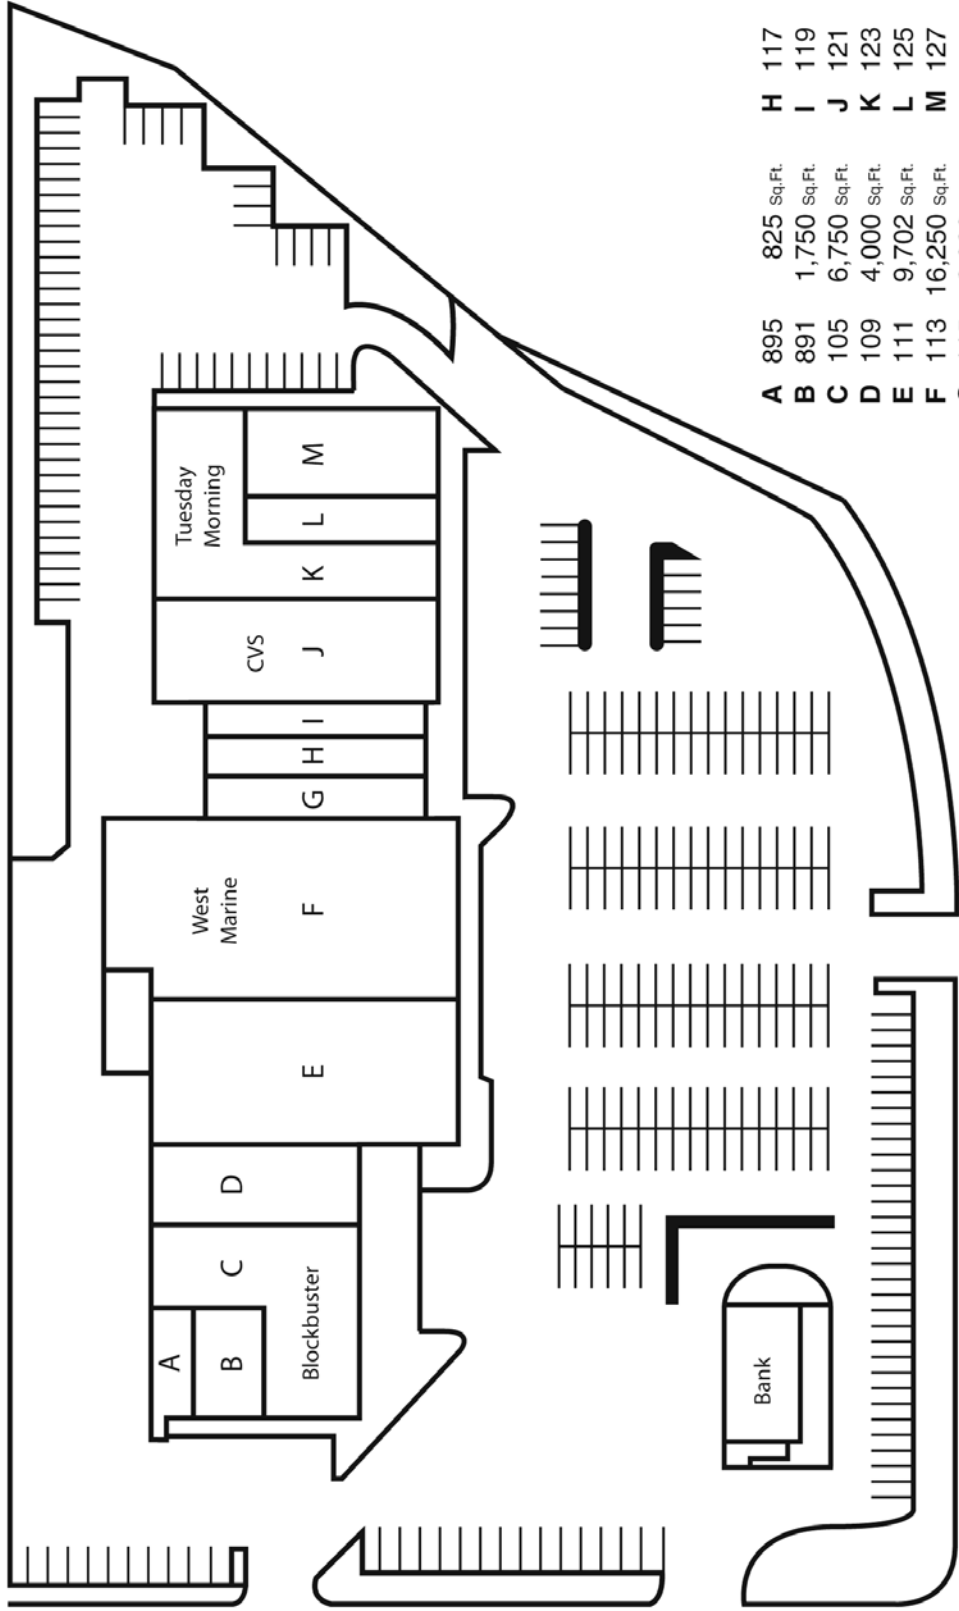 Tuesday
Morning
M
L
K
CVS
J
I
H
G
West
Marine
F
E
D
C
Blockbuster
A
B
Bank
A 895 825 Sq.Ft.
B 891 1,750 Sq.Ft.
C 105 6,750 Sq.Ft.
D 109 4,000 Sq.Ft.
E 111 9,702 Sq.Ft.
F 113 16,250 Sq.Ft.
H 117
I 119
J 121
K 123
L 125
M 127